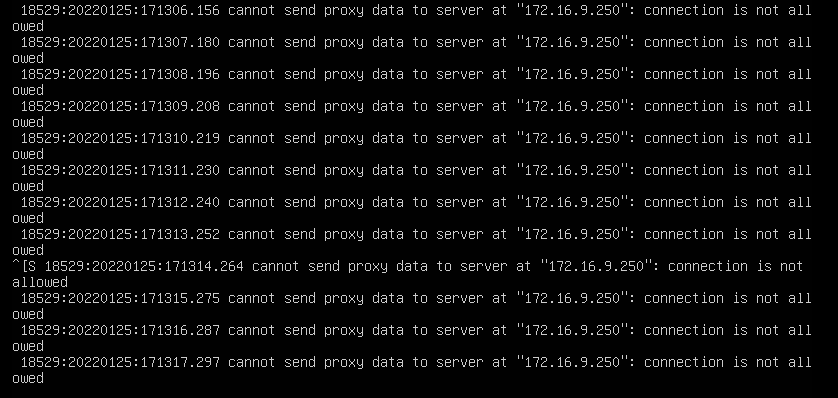 18529:20220125:171306.156 cannot send proxy data to server at "172.16.9.250": connection is not all
owed
18529:20220125:171307.180 cannot send proxy data to server at "172.16.9.250": connection is not all
owed
18529:20220125:171308.196 cannot send proxy data to server at "172.16.9.250": connection is not all
owed
18529:20220125:171309.208 cannot send proxy data to server at "172.16.9.250": connection is not all
owed
18529:20220125:171310.219 cannot send proxy data to server at "172.16.9.250": connection is not all
owed
18529:20220125:171311.230 cannot send proxy data to server at "172.16.9.250": connection is not all
owed
18529:20220125:171312.240 cannot send proxy data to server at "172.16.9.250": connection is not all
owed
18529:20220125:171313.252 cannot send proxy data to server at "172.16.9.250": connection is not all
owed
^[S 18529:20220125:171314.264 cannot send proxy data to server at "172.16.9.250": connection is not
allowed
18529:20220125:171315.275 cannot send proxy data to server at "172.16.9.250": connection is not all
owed
18529:20220125:171316.287 cannot send proxy data to server at "172.16.9.250": connection is not all
owed
18529:20220125:171317.297 cannot send proxy data to server at "172.16.9.250": connection is not all
owed